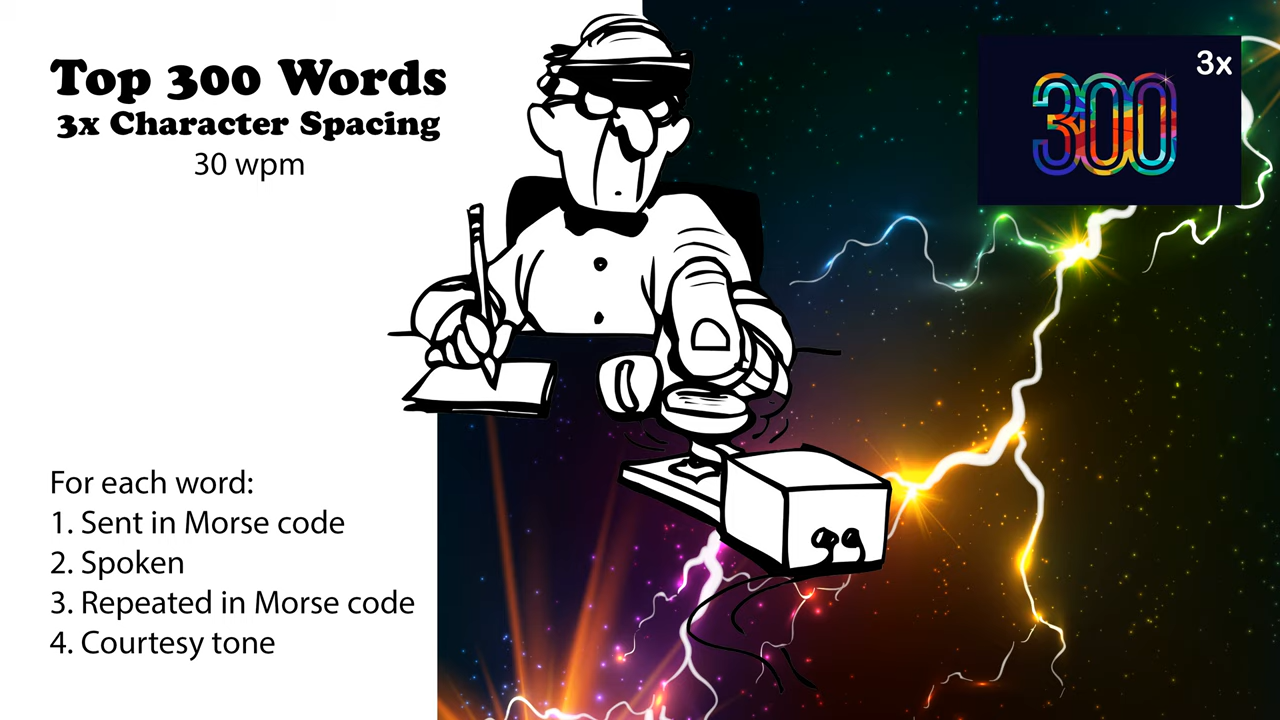 Top 300 Words
3x Character Spacing
30 wpm
3x
300
For each word:
1. Sent in Morse code
2. Spoken
3. Repeated in Morse code
4. Courtesy tone